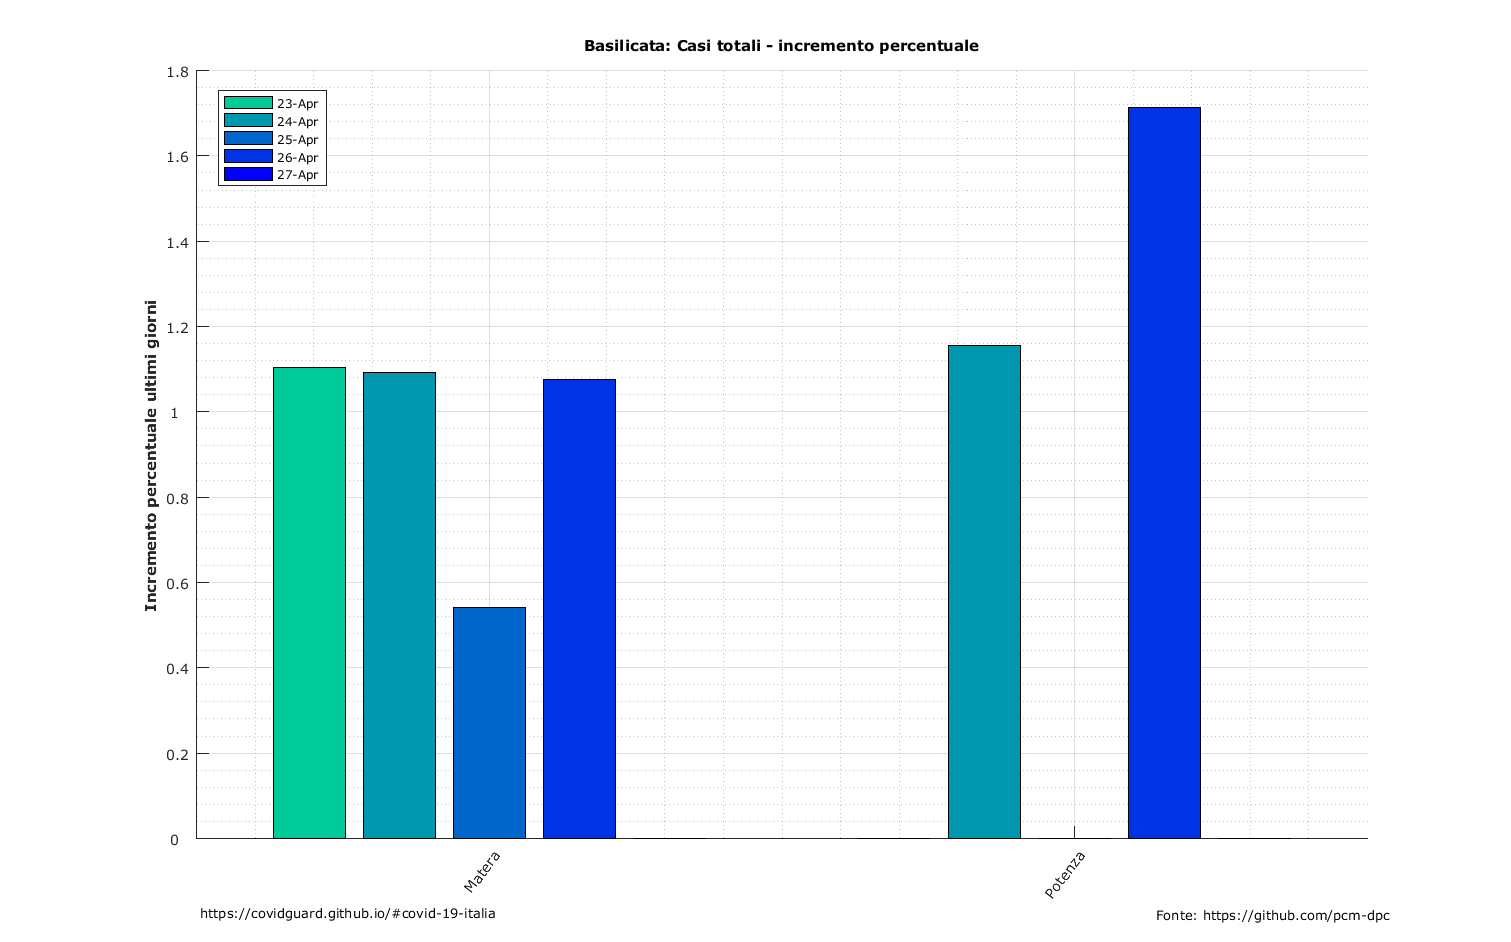 Basilicata: Casi totali - incremento percentuale
1.8
1.6
1.4
1.2
1
0.8
0.6
0.4
0.2
0
Incremento percentuale ultimi giorni
23-Apr
24-Apr
25-Apr
26-Apr
27-Apr
Matera
Potenza
https://covidguard.github.io/#covid-19-italia
Fonte: https://github.com/pcm-dpc